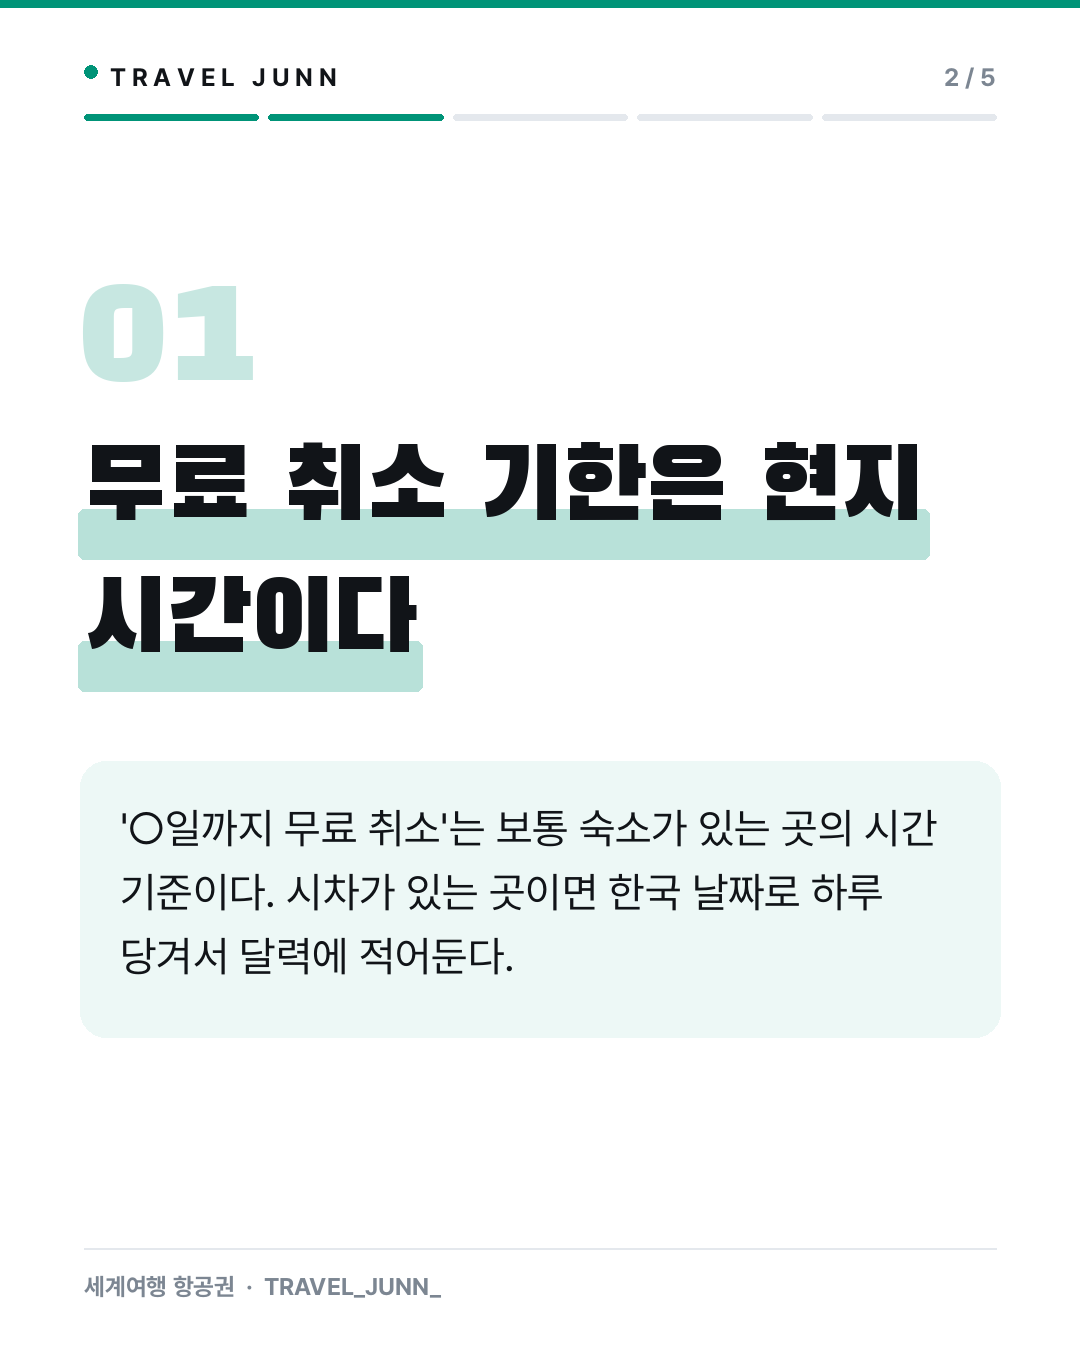 TRAVEL JUNN
2 / 5
01
무료 취소 기한은 현지
시간이다
'○일까지 무료 취소'는 보통 숙소가 있는 곳의 시간
기준이다. 시차가 있는 곳이면 한국 날짜로 하루
당겨서 달력에 적어둔다.
세계여행 항공권 · TRAVEL_JUNN_